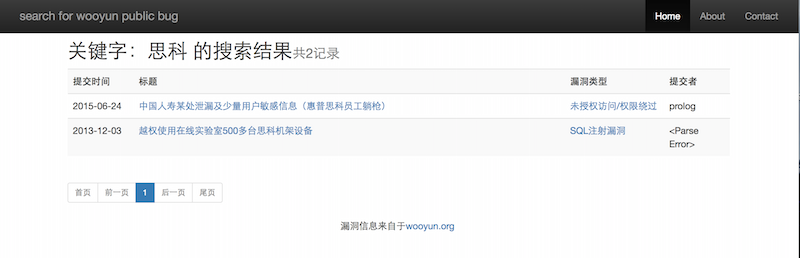 search for wooyun public bug Home About Contact
关键字：思科 的搜索结果共2记录
提交时间 标题 漏洞类型 提交者
2015-06-24 中国人寿某处泄漏及少量用户敏感信息（惠普思科员工躺枪） 未授权访问/权限绕过 prolog
2013-12-03 越权使用在线实验室500多台思科机架设备 SQL注射漏洞 <Parse
Error>
首页 前一页 1 后一页 尾页
漏洞信息来自于wooyun.org